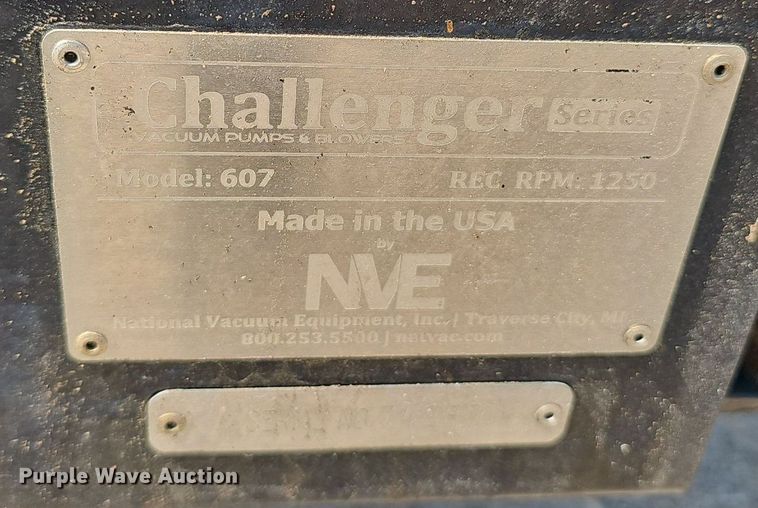 Challenger Series
VACUUM PUMPS & BLOWERS
Model: 607 REC. RPM: 1250
Made in the USA
by
NVE
National Vacuum Equipment, Inc. | Traverse City, MI
800.253.5500 | natvac.com
Purple Wave Auction